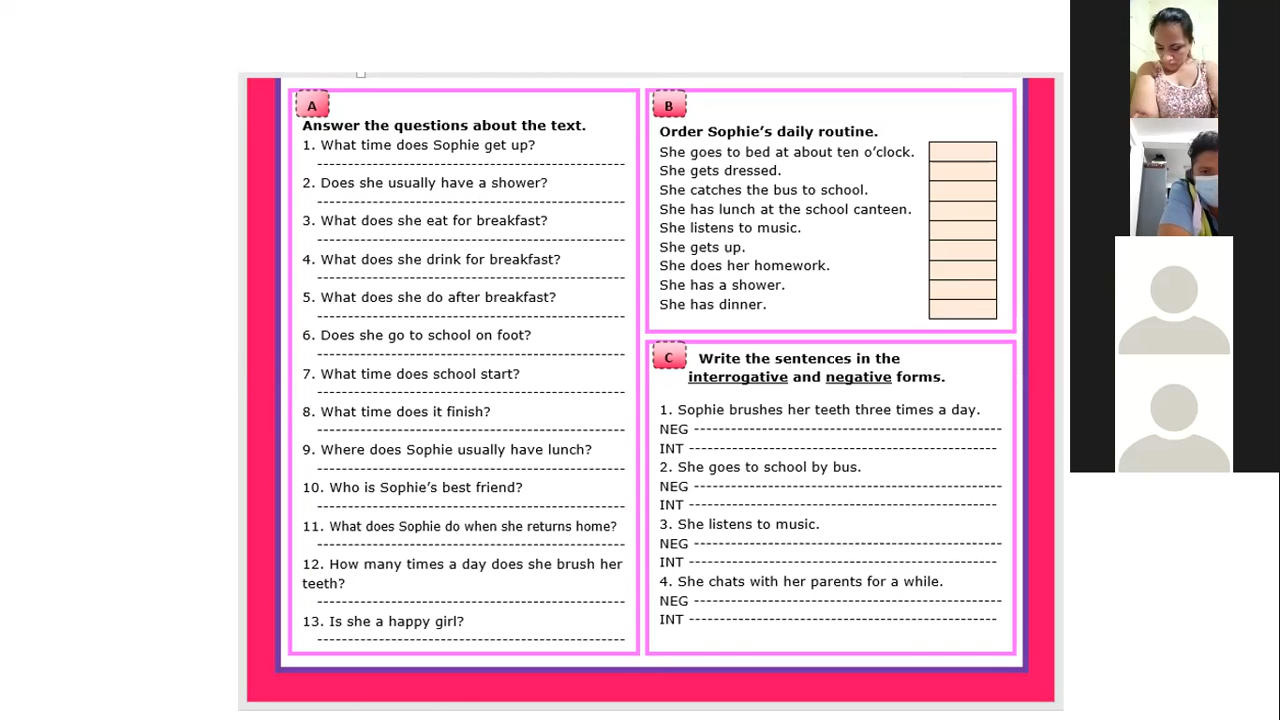 A
Answer the questions about the text.
1. What time does Sophie get up?
2. Does she usually have a shower?
3. What does she eat for breakfast?
4. What does she drink for breakfast?
5. What does she do after breakfast?
6. Does she go to school on foot?
7. What time does school start?
8. What time does it finish?
9. Where does Sophie usually have lunch?
10. Who is Sophie’s best friend?
11. What does Sophie do when she returns home?
12. How many times a day does she brush her
teeth?
13. Is she a happy girl?
B
Order Sophie’s daily routine.
She goes to bed at about ten o’clock.
She gets dressed.
She catches the bus to school.
She has lunch at the school canteen.
She listens to music.
She gets up.
She does her homework.
She has a shower.
She has dinner.
C
Write the sentences in the
interrogative and negative forms.
1. Sophie brushes her teeth three times a day.
NEG
INT
2. She goes to school by bus.
NEG
INT
3. She listens to music.
NEG
INT
4. She chats with her parents for a while.
NEG
INT